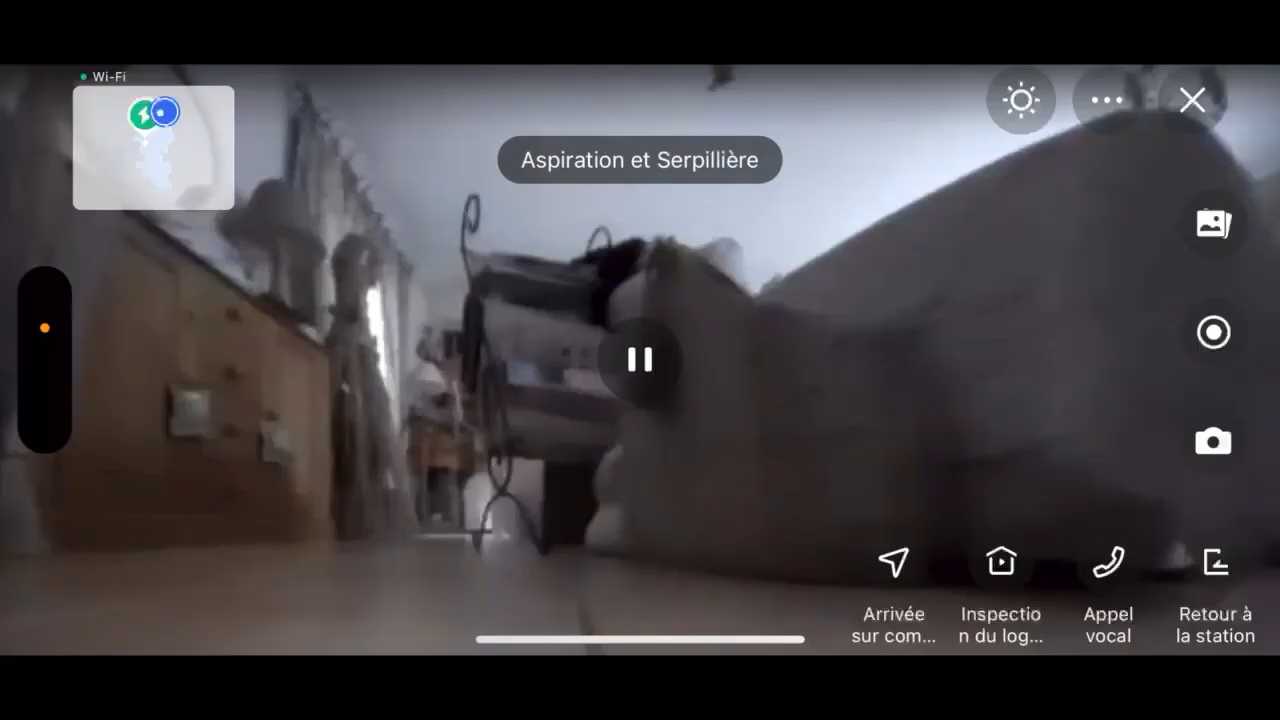 Wi-Fi
Aspiration et Serpillière
Arrivée
sur com...
Inspectio
n du log...
Appel
vocal
Retour à
la station